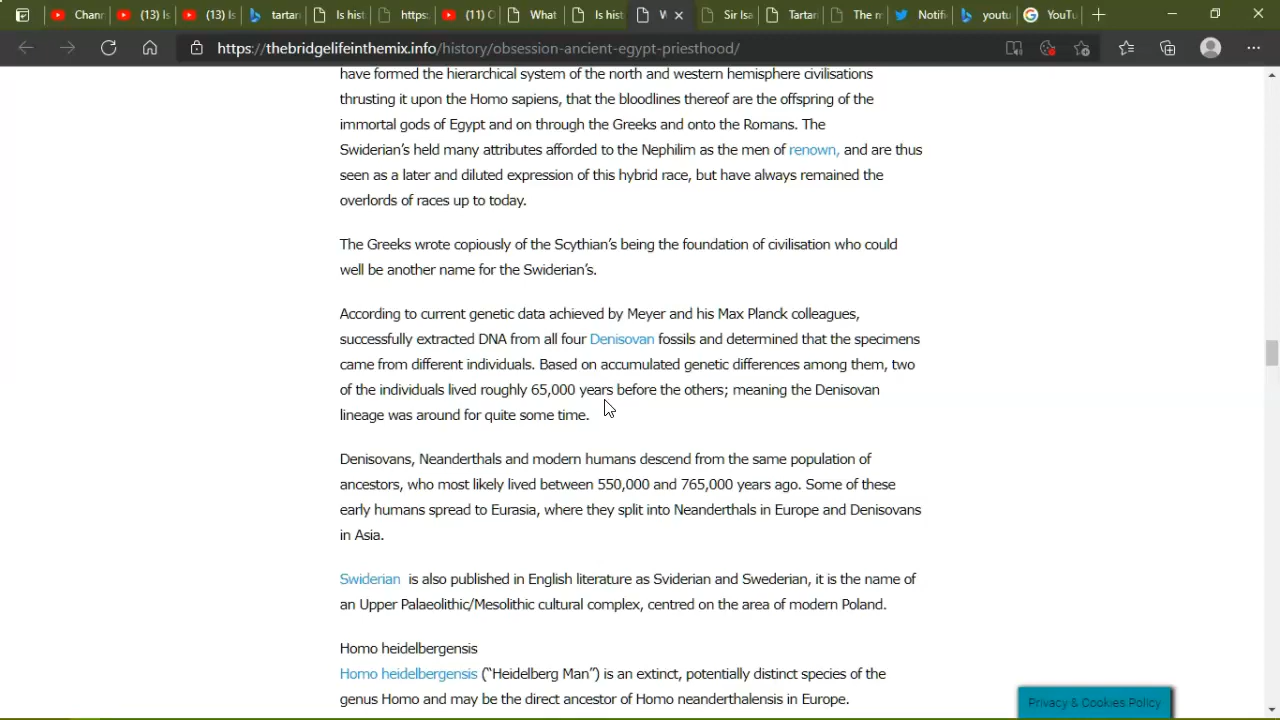 Chann
(13) Is
(13) Is
tartan
Is hist
https:
(11) C
What
Is hist
W
Sir Isa
Tartan
The m
Notifi
youtu
YouTu
https://thebridgelifeinthemix.info/history/obsession-ancient-egypt-priesthood/
have formed the hierarchical system of the north and western hemisphere civilisations
thrusting it upon the Homo sapiens, that the bloodlines thereof are the offspring of the
immortal gods of Egypt and on through the Greeks and onto the Romans. The
Swiderian’s held many attributes afforded to the Nephilim as the men of renown, and are thus
seen as a later and diluted expression of this hybrid race, but have always remained the
overlords of races up to today.
The Greeks wrote copiously of the Scythian’s being the foundation of civilisation who could
well be another name for the Swiderian’s.
According to current genetic data achieved by Meyer and his Max Planck colleagues,
successfully extracted DNA from all four Denisovan fossils and determined that the specimens
came from different individuals. Based on accumulated genetic differences among them, two
of the individuals lived roughly 65,000 years before the others; meaning the Denisovan
lineage was around for quite some time.
Denisovans, Neanderthals and modern humans descend from the same population of
ancestors, who most likely lived between 550,000 and 765,000 years ago. Some of these
early humans spread to Eurasia, where they split into Neanderthals in Europe and Denisovans
in Asia.
Swiderian is also published in English literature as Sviderian and Swederian, it is the name of
an Upper Palaeolithic/Mesolithic cultural complex, centred on the area of modern Poland.
Homo heidelbergensis
Homo heidelbergensis (“Heidelberg Man”) is an extinct, potentially distinct species of the
genus Homo and may be the direct ancestor of Homo neanderthalensis in Europe.
Privacy & Cookies Policy